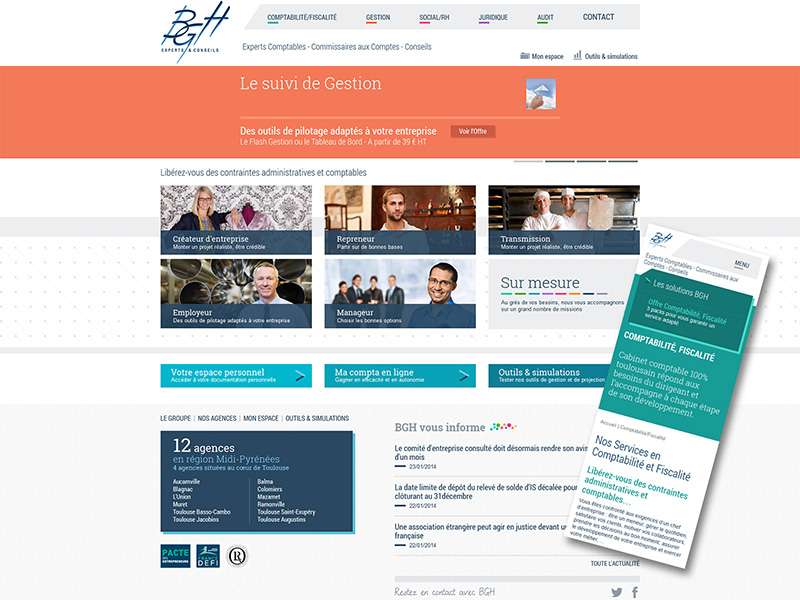 BGH
EXPERTS & CONSEILS
COMPTABILITÉ/FISCALITÉ GESTION SOCIAL/RH JURIDIQUE AUDIT CONTACT
Experts Comptables - Commissaires aux Comptes - Conseils
Mon espace Outils & simulations
Le suivi de Gestion
Des outils de pilotage adaptés à votre entreprise
Voir l'Offre
Le Flash Gestion ou le Tableau de Bord - A partir de 39 € HT
Libérez-vous des contraintes administratives et comptables
Créateur d'entreprise
Monter un projet réaliste, être crédible
Repreneur
Partir sur de bonnes bases
Transmission
Monter un projet réaliste, être crédible
Employeur
Des outils de pilotage adaptés à votre entreprise
Manageur
Choisir les bonnes options
Sur mesure
Au grès de vos besoins, nous vous accompagnons
sur un grand nombre de missions
Votre espace personnel
Accéder à votre documentation personnelle
Ma compta en ligne
Gagner en efficacité et en autonomie
Outils & simulations
Tester nos outils de gestion et de projection
LE GROUPE | NOS AGENCES | MON ESPACE | OUTILS & SIMULATIONS
12 agences
en région Midi-Pyrénées
4 agences situées au cœur de Toulouse
Aucamville
Blagnac
L'Union
Muret
Toulouse Basso-Cambo
Toulouse Jacobins
Balma
Colomiers
Mazamet
Ramonville
Toulouse Saint-Exupéry
Toulouse Augustins
PACTE
DES
ENTREPRENEURS
FRANCE
DÉFI
R
BGH vous informe
Le comité d'entreprise consulté doit désormais rendre son avis
d'un mois
23/01/2014
La date limite de dépôt du relevé de solde d'IS décalée pour
clôturant au 31décembre
22/01/2014
Une association étrangère peut agir en justice devant
française
22/01/2014
TOUTE L'ACTUALITÉ
Restez en contact avec BGH
BGH
MENU
Experts Comptables - Commissaires aux
Comptes - Conseils
Les solutions BGH
Offre Comptabilité, Fiscalité
3 packs pour vous garantir un
service adapté
COMPTABILITÉ, FISCALITÉ
Cabinet comptable 100%
toulousain répond aux
besoins du dirigeant et
l'accompagne à chaque étape
de son développement.
Accueil | Comptabilité/Fiscalité
Nos Services en
Comptabilité et Fiscalité
Libérez-vous des contraintes
administratives et
comptables...
Vous êtes confronté aux exigences d'un chef
d'entreprise : être un meneur, gérer le quotidien,
satisfaire vos clients, motiver vos collaborateurs,
prendre les décisions au bon moment, assurer
le développement de votre entreprise et exercer
votre métier.